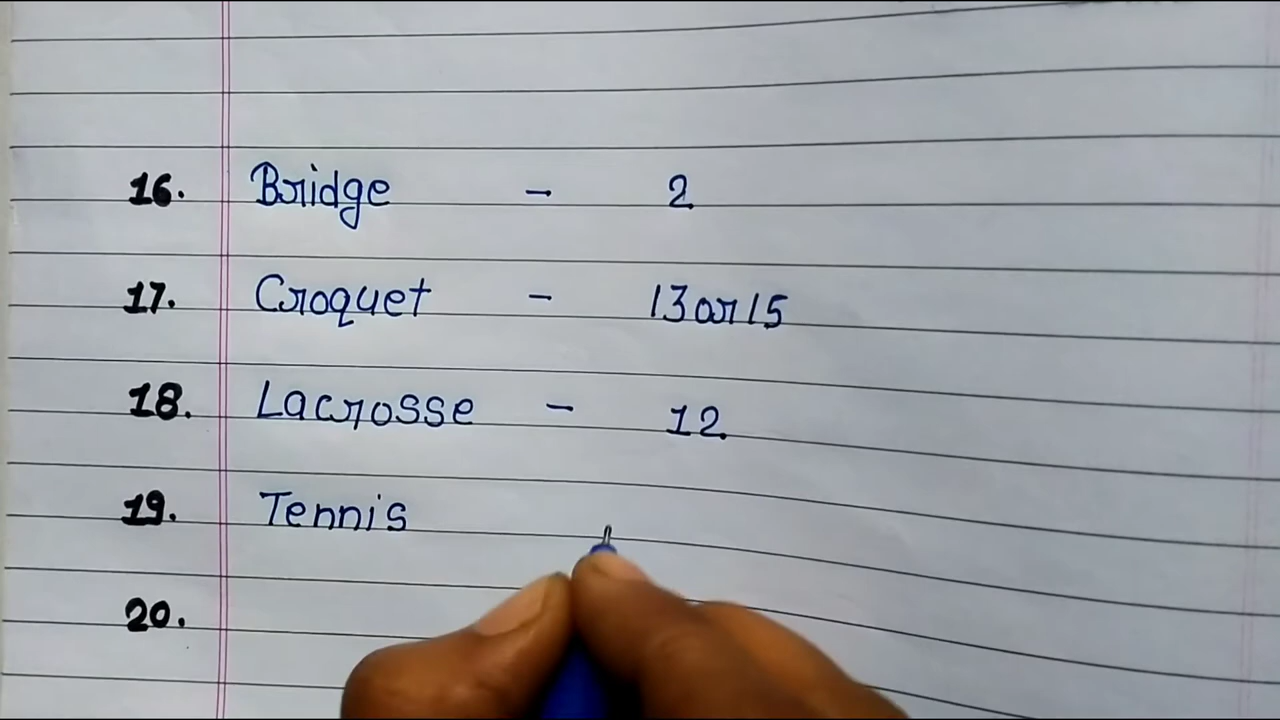 16. Bridge - 2
17. Croquet - 13 or 15
18. Lacrosse - 12
19. Tennis
20.